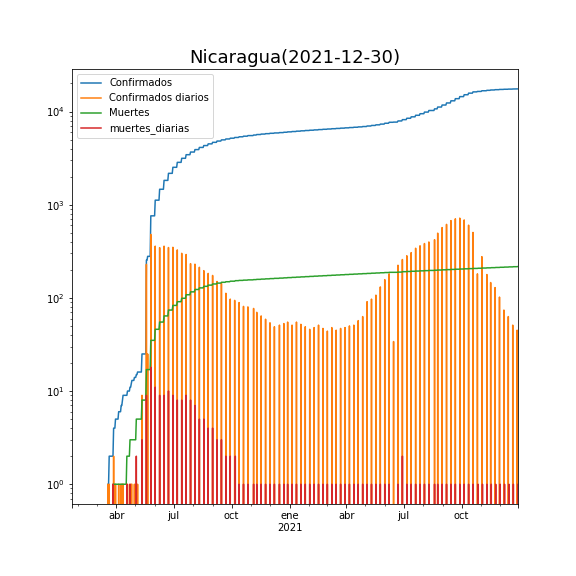 Nicaragua(2021-12-30)
Confirmados
Confirmados diarios
Muertes
muertes_diarias
10⁴
10³
10²
10¹
10⁰
abr jul oct ene abr jul oct
2021